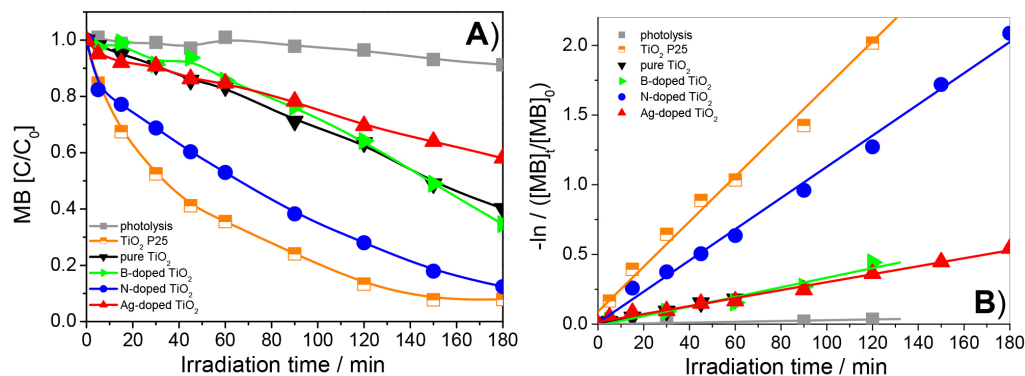 A)
MB [C/C₀]
1.0
0.8
0.6
0.4
0.2
0.0
photolysis
TiO₂ P25
pure TiO₂
B-doped TiO₂
N-doped TiO₂
Ag-doped TiO₂
0 20 40 60 80 100 120 140 160 180
Irradiation time / min
B)
-ln / ([MB]ₜ/[MB]₀)
2.0
1.5
1.0
0.5
0.0
photolysis
TiO₂ P25
pure TiO₂
B-doped TiO₂
N-doped TiO₂
Ag-doped TiO₂
0 20 40 60 80 100 120 140 160 180
Irradiation time / min